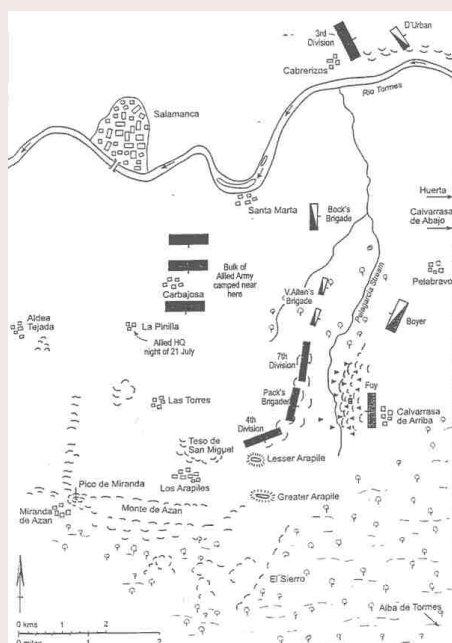 3rd
Division
D'Urban
Cabrerizos
Rio Tormes
Salamanca
Huerta
Santa Marta
Bock's
Brigade
Calvarrasa
de Abajo
Bulk of
Allied Army
camped near
here
Carbajosa
V.Alten's
Brigade
Pelagarcia Stream
Pelebravo
Boyer
Aldea
Tejada
La Pinilla
Allied HQ
night of 21 July
7th
Division
Foy
Pack's
Brigade
Las Torres
Calvarrasa
de Arriba
4th
Division
Teso de
San Miguel
Lesser Arapile
Los Arapiles
Pico de Miranda
Greater Arapile
Miranda
de Azan
Monte de Azan
El Sierro
Alba de Tormes
0 kms 1 2
0 miles 1 2